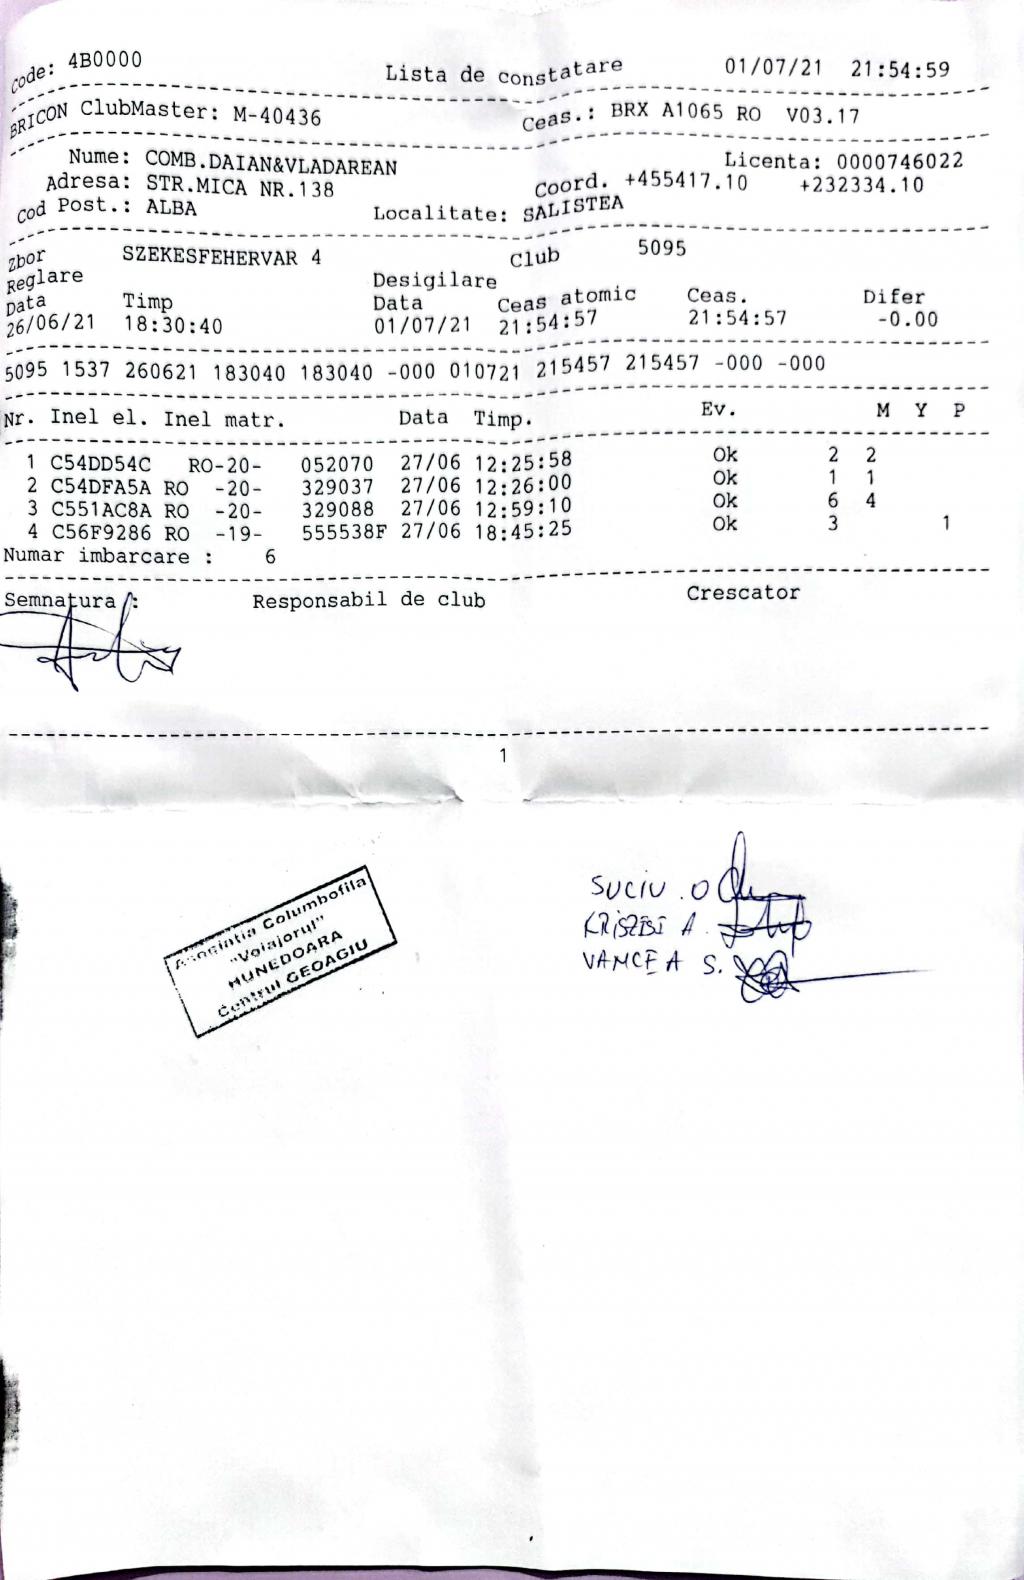 Code: 4B0000 Lista de constatare 01/07/21 21:54:59
BRICON ClubMaster: M-40436 Ceas.: BRX A1065 RO V03.17
Nume: COMB.DAIAN&VLADAREAN Licenta: 0000746022
Adresa: STR.MICA NR.138 Coord. +455417.10 +232334.10
Cod Post.: ALBA Localitate: SALISTEA
Zbor SZEKESFEHERVAR 4 Club 5095
Reglare Desigilare
Data Timp Data Ceas atomic Ceas. Difer
26/06/21 18:30:40 01/07/21 21:54:57 21:54:57 -0.00
5095 1537 260621 183040 183040 -000 010721 215457 215457 -000 -000
Nr. Inel el. Inel matr. Data Timp. Ev. M Y P
1 C54DD54C RO-20- 052070 27/06 12:25:58 Ok 2 2
2 C54DFA5A RO -20- 329037 27/06 12:26:00 Ok 1 1
3 C551AC8A RO -20- 329088 27/06 12:59:10 Ok 6 4
4 C56F9286 RO -19- 555538F 27/06 18:45:25 Ok 3 1
Numar imbarcare : 6
Semnatura : Responsabil de club Crescator
1
Asociatia Columbofila
"Voiajorul"
HUNEDOARA
Centrul GEOAGIU
SUCIU . O
A.
VANCEA S.